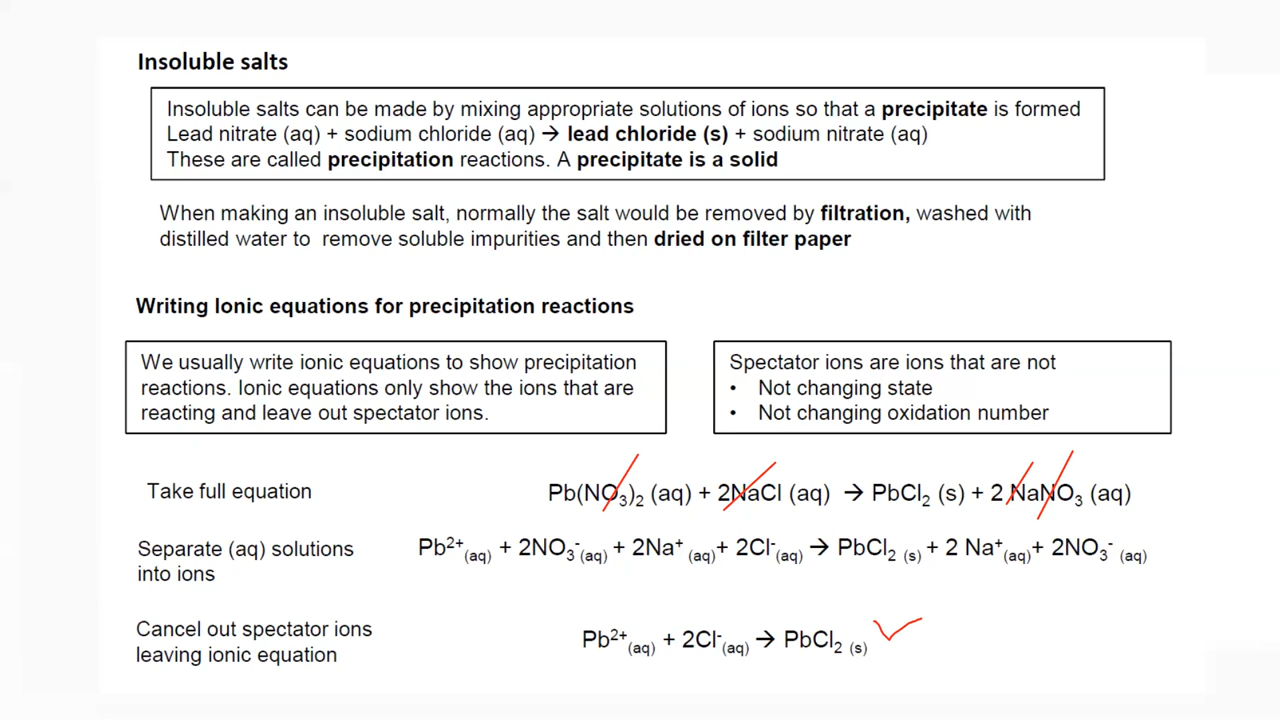 Insoluble salts
Insoluble salts can be made by mixing appropriate solutions of ions so that a precipitate is formed
Lead nitrate (aq) + sodium chloride (aq) → lead chloride (s) + sodium nitrate (aq)
These are called precipitation reactions. A precipitate is a solid
When making an insoluble salt, normally the salt would be removed by filtration, washed with
distilled water to remove soluble impurities and then dried on filter paper
Writing Ionic equations for precipitation reactions
We usually write ionic equations to show precipitation
reactions. Ionic equations only show the ions that are
reacting and leave out spectator ions.
Spectator ions are ions that are not
• Not changing state
• Not changing oxidation number
Take full equation
Pb(NO₃)₂ (aq) + 2NaCl (aq) → PbCl₂ (s) + 2 NaNO₃ (aq)
Separate (aq) solutions
into ions
Pb²⁺(aq) + 2NO₃⁻(aq) + 2Na⁺ (aq)+ 2Cl⁻(aq) → PbCl₂ (s) + 2 Na⁺(aq)+ 2NO₃⁻ (aq)
Cancel out spectator ions
leaving ionic equation
Pb²⁺(aq) + 2Cl⁻(aq) → PbCl₂ (s)